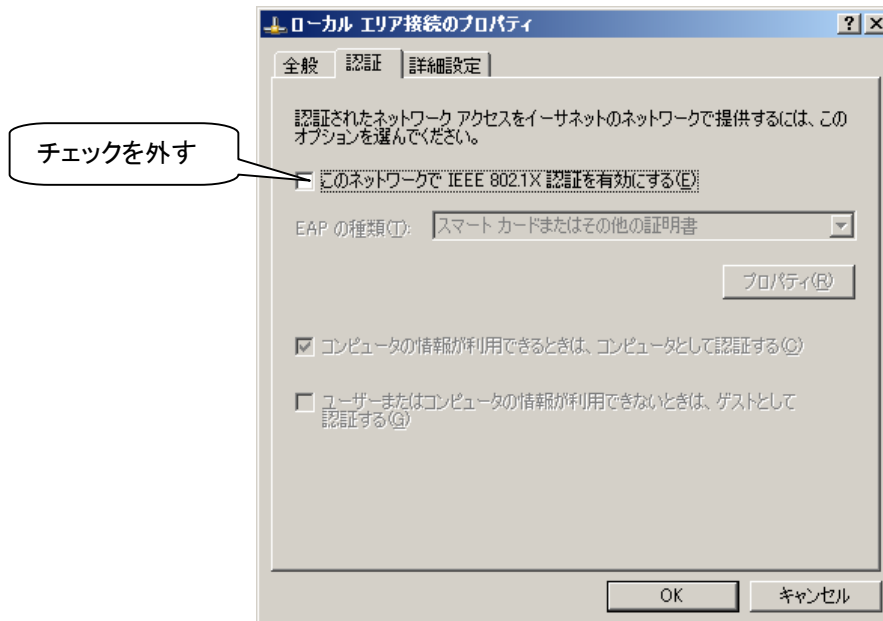 ローカル エリア接続のプロパティ
全般 認証 詳細設定
認証されたネットワーク アクセスをイーサネットのネットワークで提供するには、この
オプションを選んでください。
チェックを外す
このネットワークで IEEE 802.1X 認証を有効にする(E)
EAP の種類(T): スマート カードまたはその他の証明書
プロパティ(R)
コンピュータの情報が利用できるときは、コンピュータとして認証する(C)
ユーザーまたはコンピュータの情報が利用できないときは、ゲストとして
認証する(G)
OK キャンセル